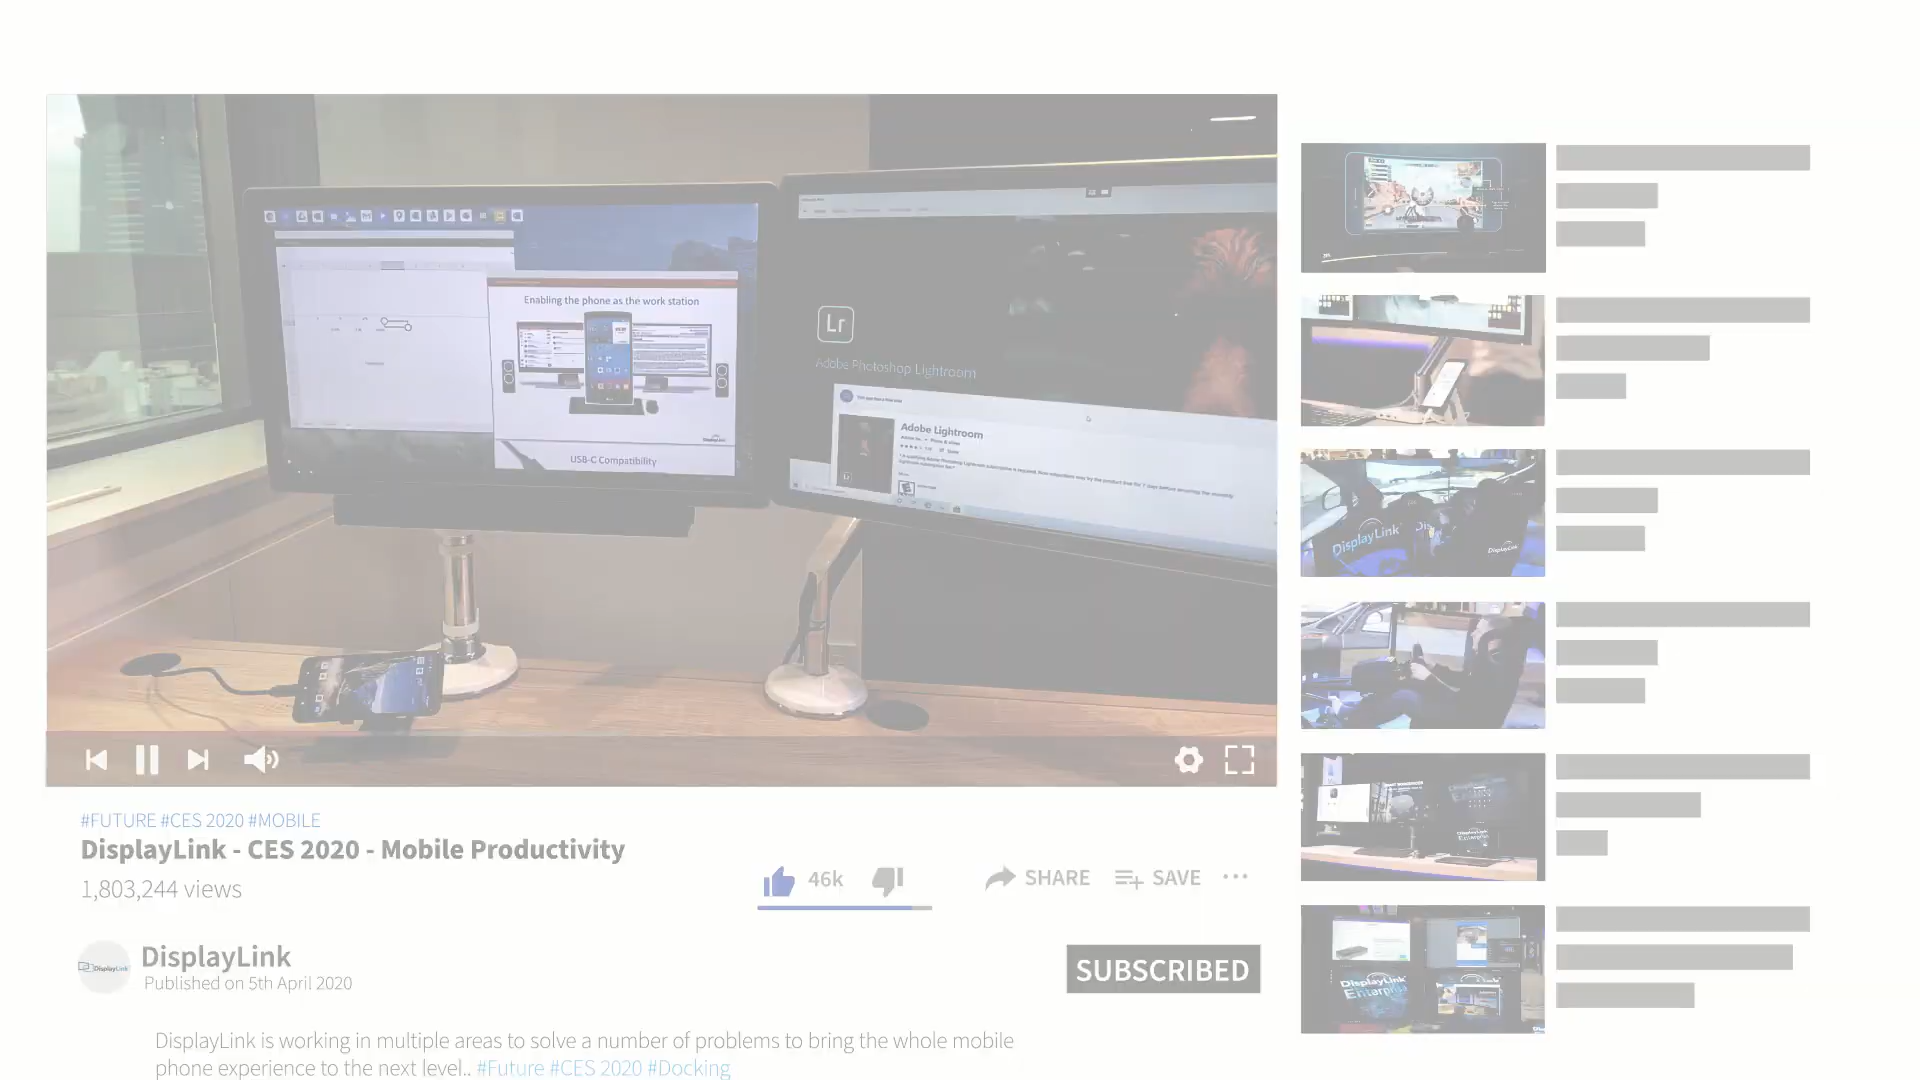 Enabling the phone as the work station
DisplayLink
USB-C Compatibility
Lr
Adobe Photoshop Lightroom
Adobe Lightroom
#FUTURE #CES 2020 #MOBILE
DisplayLink - CES 2020 - Mobile Productivity
1,803,244 views
46k
SHARE
SAVE
DisplayLink
DisplayLink
Published on 5th April 2020
SUBSCRIBED
DisplayLink is working in multiple areas to solve a number of problems to bring the whole mobile
phone experience to the next level.. #Future #CES 2020 #Docking
DisplayLink
DisplayLink
DisplayLink
Enterprise